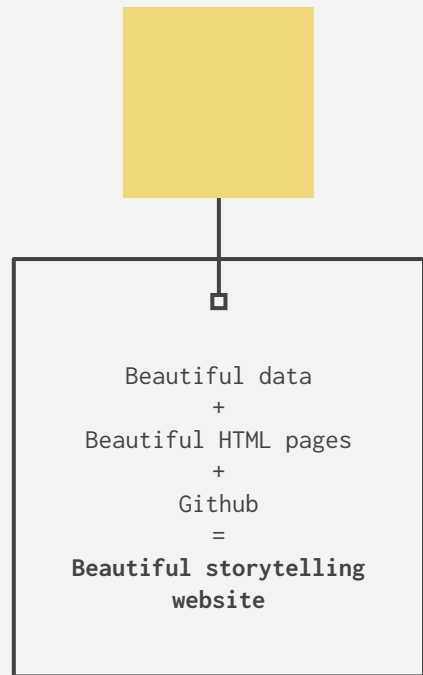 Beautiful data
+
Beautiful HTML pages
+
Github
=
Beautiful storytelling
website